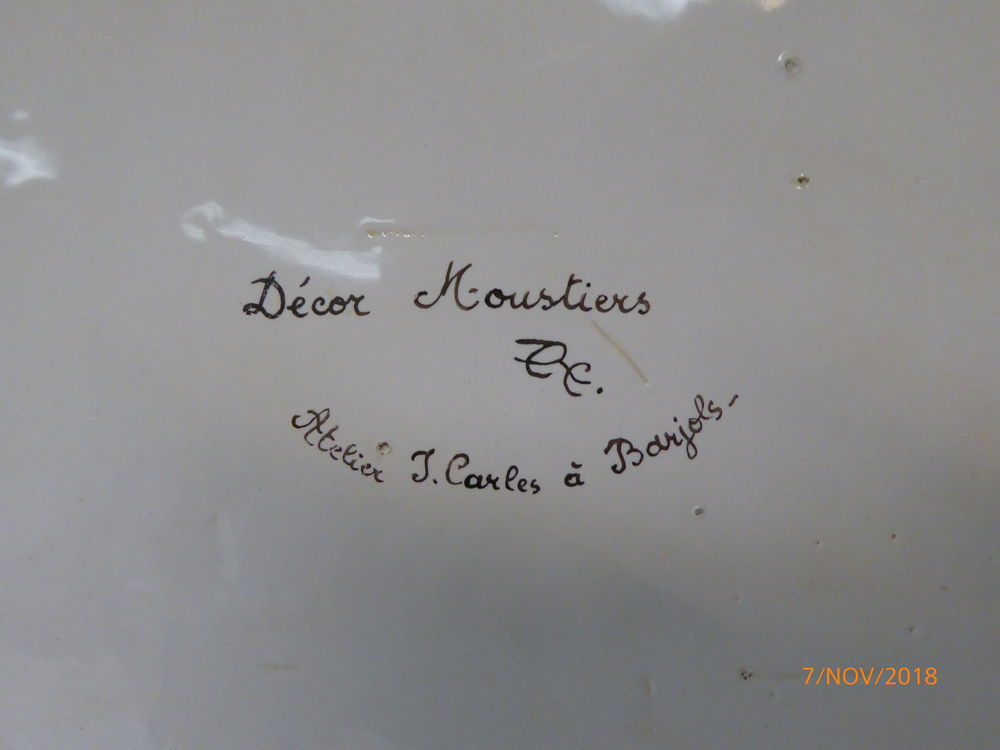 Décor Moustiers
Atelier J. Carles à Barjols-
7/NOV/2018